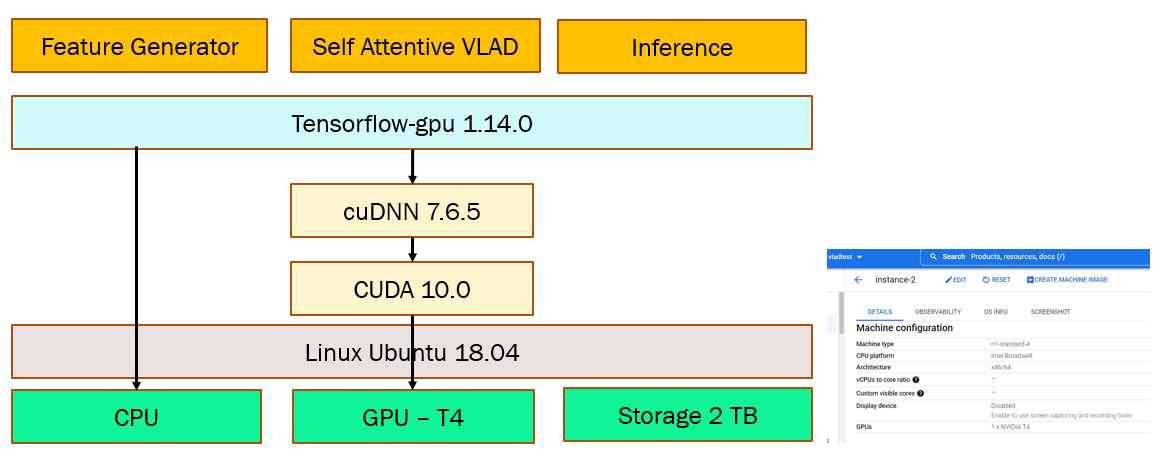 Feature Generator
Self Attentive VLAD
Inference
Tensorflow-gpu 1.14.0
cuDNN 7.6.5
CUDA 10.0
Linux Ubuntu 18.04
CPU
GPU – T4
Storage 2 TB
vladtest
Search Products, resources, docs (/)
instance-2 EDIT RESET CREATE MACHINE IMAGE
DETAILS OBSERVABILITY OS INFO SCREENSHOT
Machine configuration
Machine type n1-standard-4
CPU platform Intel Broadwell
Architecture x86/64
vCPUs to core ratio ? —
Custom visible cores ? —
Display device Disabled
Enable to use screen capturing and recording tools
GPUs 1 x NVIDIA T4